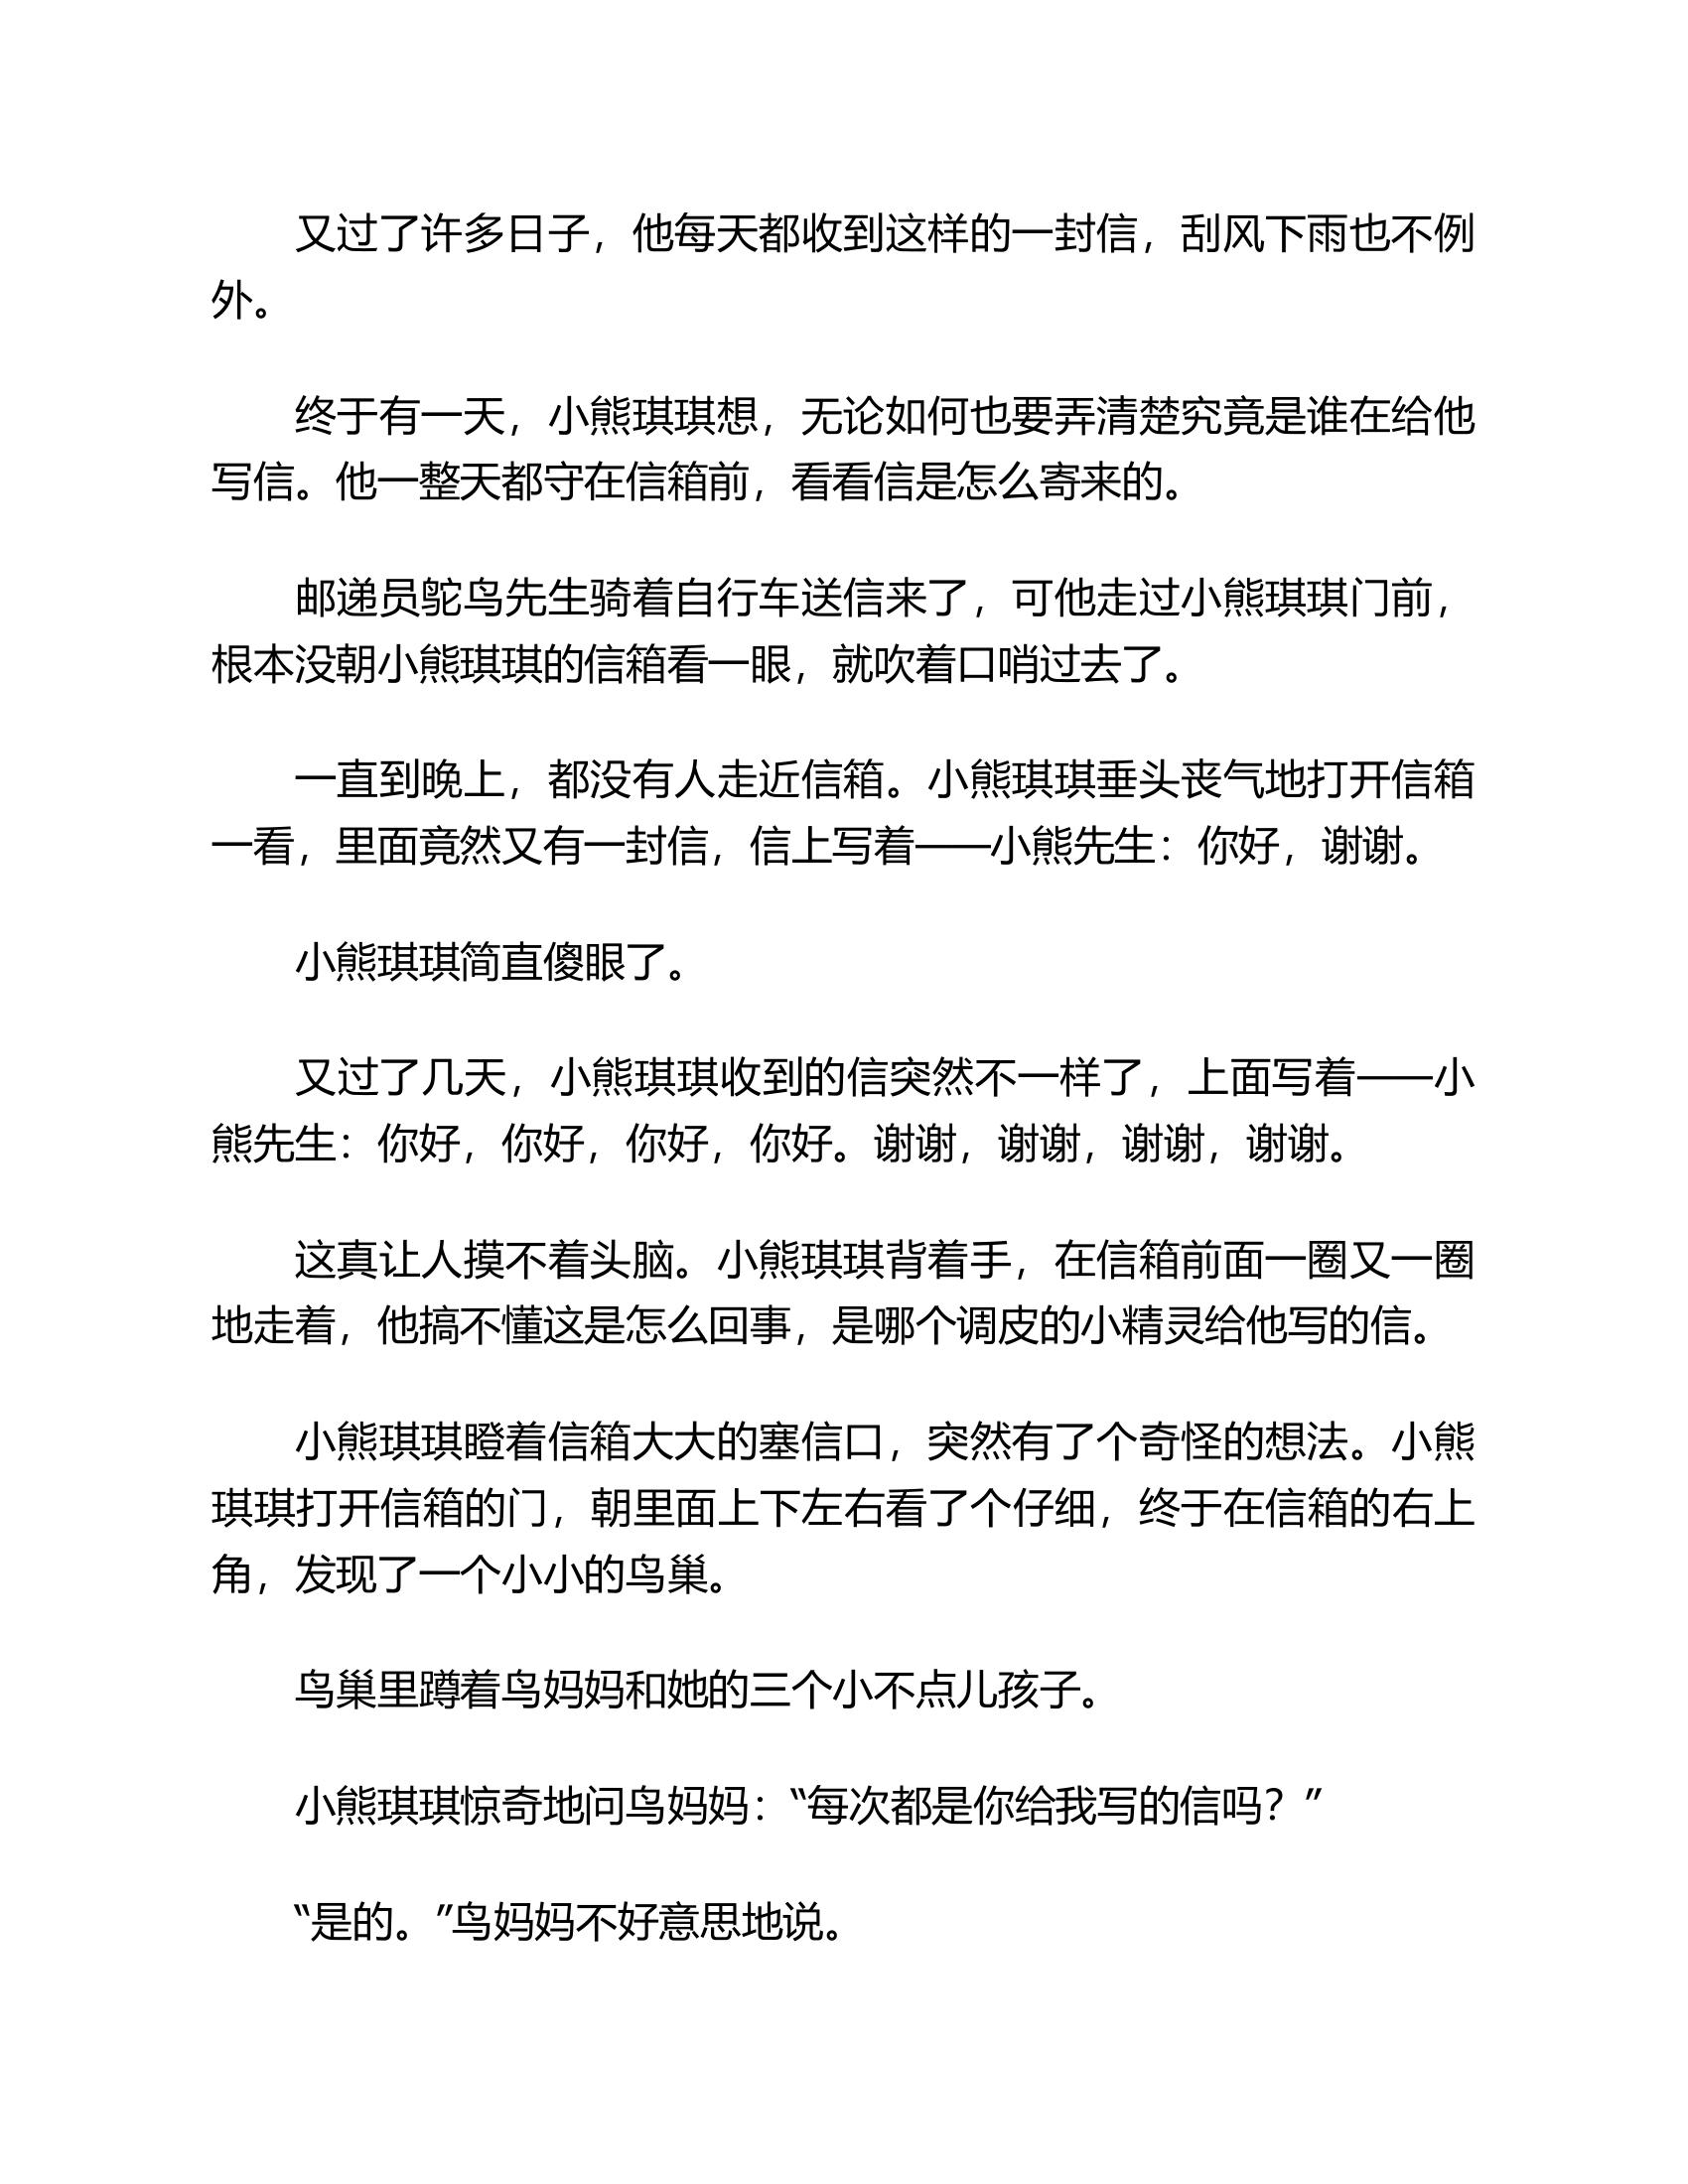 又过了许多日子，他每天都收到这样的一封信，刮风下雨也不例
外。
终于有一天，小熊琪琪想，无论如何也要弄清楚究竟是谁在给他
写信。他一整天都守在信箱前，看看信是怎么寄来的。
邮递员鸵鸟先生骑着自行车送信来了，可他走过小熊琪琪门前，
根本没朝小熊琪琪的信箱看一眼，就吹着口哨过去了。
一直到晚上，都没有人走近信箱。小熊琪琪垂头丧气地打开信箱
一看，里面竟然又有一封信，信上写着——小熊先生：你好，谢谢。
小熊琪琪简直傻眼了。
又过了几天，小熊琪琪收到的信突然不一样了，上面写着——小
熊先生：你好，你好，你好，你好。谢谢，谢谢，谢谢，谢谢。
这真让人摸不着头脑。小熊琪琪背着手，在信箱前面一圈又一圈
地走着，他搞不懂这是怎么回事，是哪个调皮的小精灵给他写的信。
小熊琪琪瞪着信箱大大的塞信口，突然有了个奇怪的想法。小熊
琪琪打开信箱的门，朝里面上下左右看了个仔细，终于在信箱的右上
角，发现了一个小小的鸟巢。
鸟巢里蹲着鸟妈妈和她的三个小不点儿孩子。
小熊琪琪惊奇地问鸟妈妈：“每次都是你给我写的信吗？”
“是的。”鸟妈妈不好意思地说。